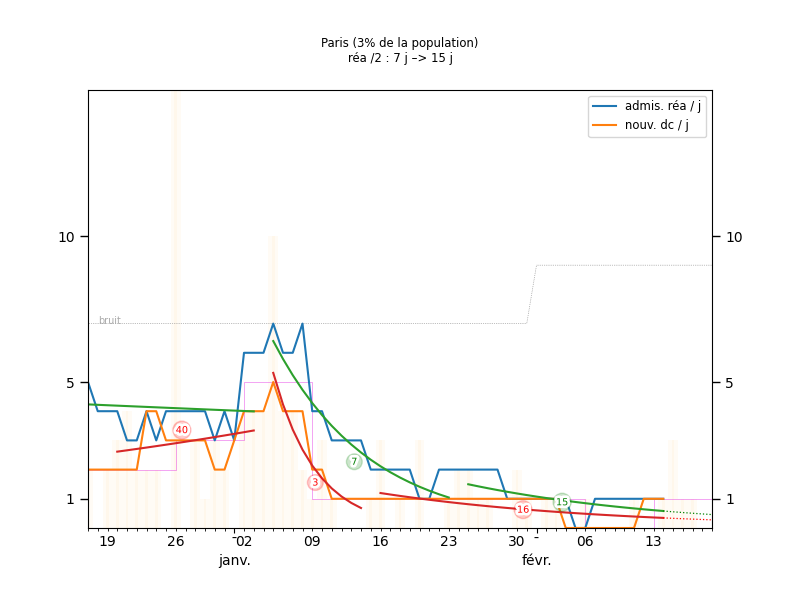 Paris (3% de la population)
réa /2 : 7 j –> 15 j
admis. réa / j
nouv. dc / j
10
10
bruit
5
5
40
7
3
15
16
1
1
19
26
02
09
16
23
30
06
13
janv.
févr.